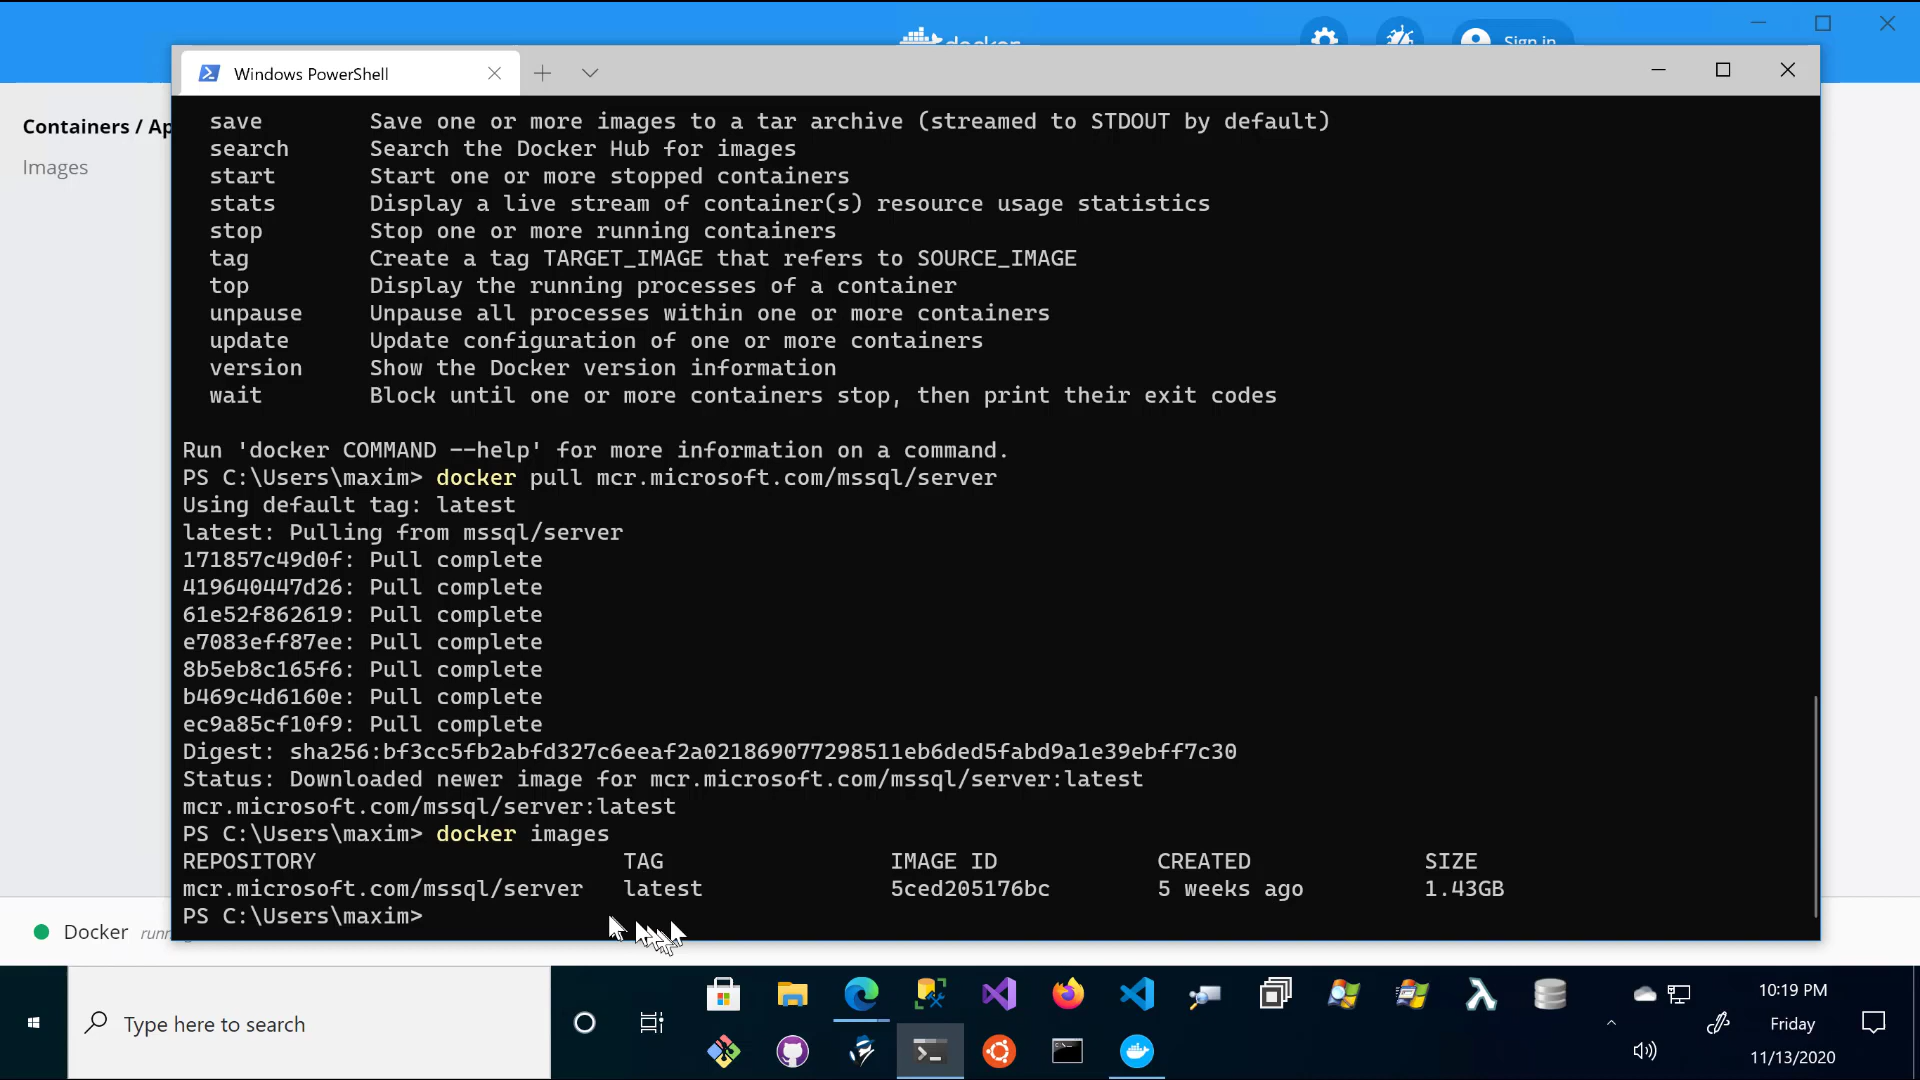 docker
Sign in
Windows PowerShell
Containers / Ap
Images
save Save one or more images to a tar archive (streamed to STDOUT by default)
search Search the Docker Hub for images
start Start one or more stopped containers
stats Display a live stream of container(s) resource usage statistics
stop Stop one or more running containers
tag Create a tag TARGET_IMAGE that refers to SOURCE_IMAGE
top Display the running processes of a container
unpause Unpause all processes within one or more containers
update Update configuration of one or more containers
version Show the Docker version information
wait Block until one or more containers stop, then print their exit codes
Run 'docker COMMAND --help' for more information on a command.
PS C:\Users\maxim> docker pull mcr.microsoft.com/mssql/server
Using default tag: latest
latest: Pulling from mssql/server
171857c49d0f: Pull complete
419640447d26: Pull complete
61e52f862619: Pull complete
e7083eff87ee: Pull complete
8b5eb8c165f6: Pull complete
b469c4d6160e: Pull complete
ec9a85cf10f9: Pull complete
Digest: sha256:bf3cc5fb2abfd327c6eeaf2a021869077298511eb6ded5fabd9a1e39ebff7c30
Status: Downloaded newer image for mcr.microsoft.com/mssql/server:latest
mcr.microsoft.com/mssql/server:latest
PS C:\Users\maxim> docker images
REPOSITORY TAG IMAGE ID CREATED SIZE
mcr.microsoft.com/mssql/server latest 5ced205176bc 5 weeks ago 1.43GB
PS C:\Users\maxim>
Docker runn
Type here to search
10:19 PM
Friday
11/13/2020